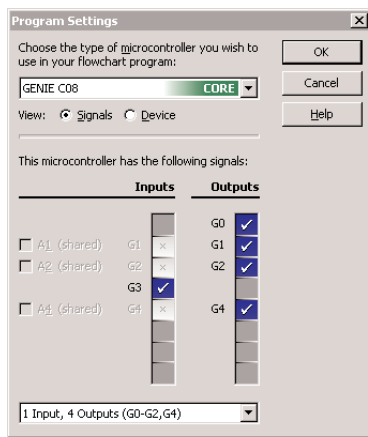 Program Settings
Choose the type of microcontroller you wish to
use in your flowchart program:
OK
GENIE C08 CORE
Cancel
View: Signals Device
Help
This microcontroller has the following signals:
Inputs Outputs
G0
A1 (shared) G1 G1
A2 (shared) G2 G2
G3
A4 (shared) G4 G4
1 Input, 4 Outputs (G0-G2,G4)